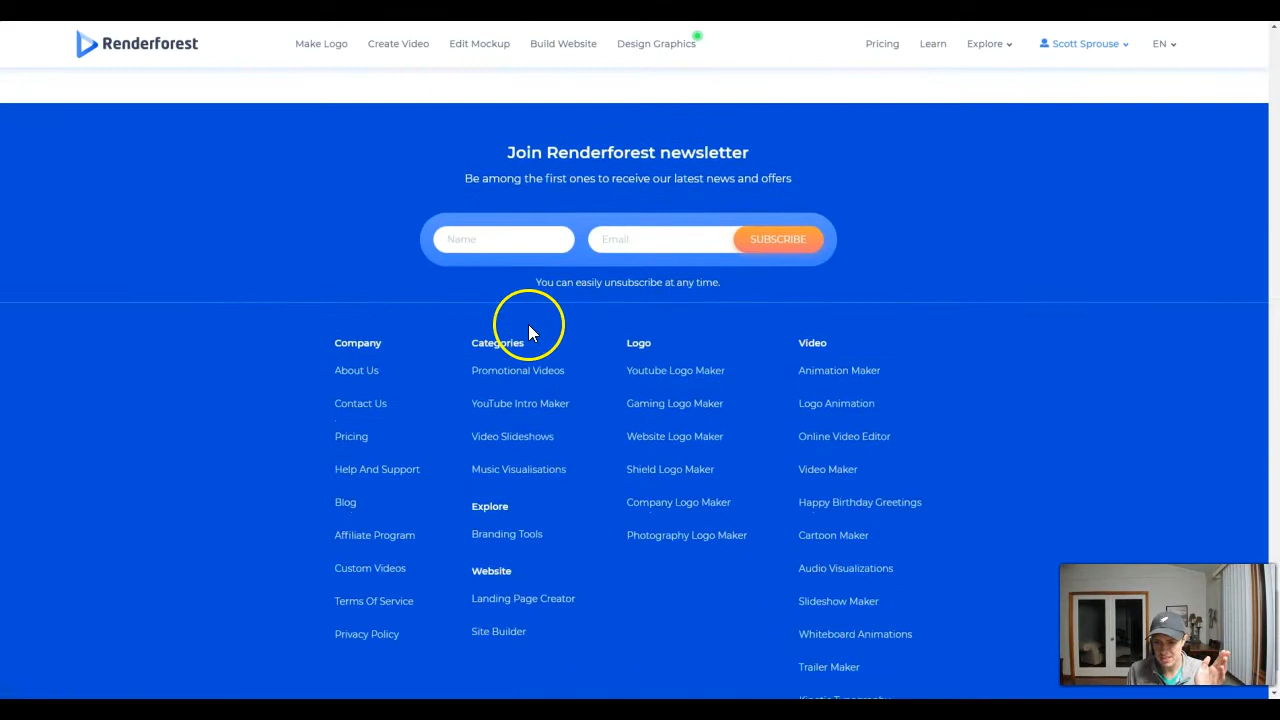 Renderforest
Make Logo
Create Video
Edit Mockup
Build Website
Design Graphics
Pricing
Learn
Explore
Scott Sprouse
EN
Join Renderforest newsletter
Be among the first ones to receive our latest news and offers
Name
Email
SUBSCRIBE
You can easily unsubscribe at any time.
Company
About Us
Contact Us
Pricing
Help And Support
Blog
Affiliate Program
Custom Videos
Terms Of Service
Privacy Policy
Categories
Promotional Videos
YouTube Intro Maker
Video Slideshows
Music Visualisations
Explore
Branding Tools
Website
Landing Page Creator
Site Builder
Logo
Youtube Logo Maker
Gaming Logo Maker
Website Logo Maker
Shield Logo Maker
Company Logo Maker
Photography Logo Maker
Video
Animation Maker
Logo Animation
Online Video Editor
Video Maker
Happy Birthday Greetings
Cartoon Maker
Audio Visualizations
Slideshow Maker
Whiteboard Animations
Trailer Maker